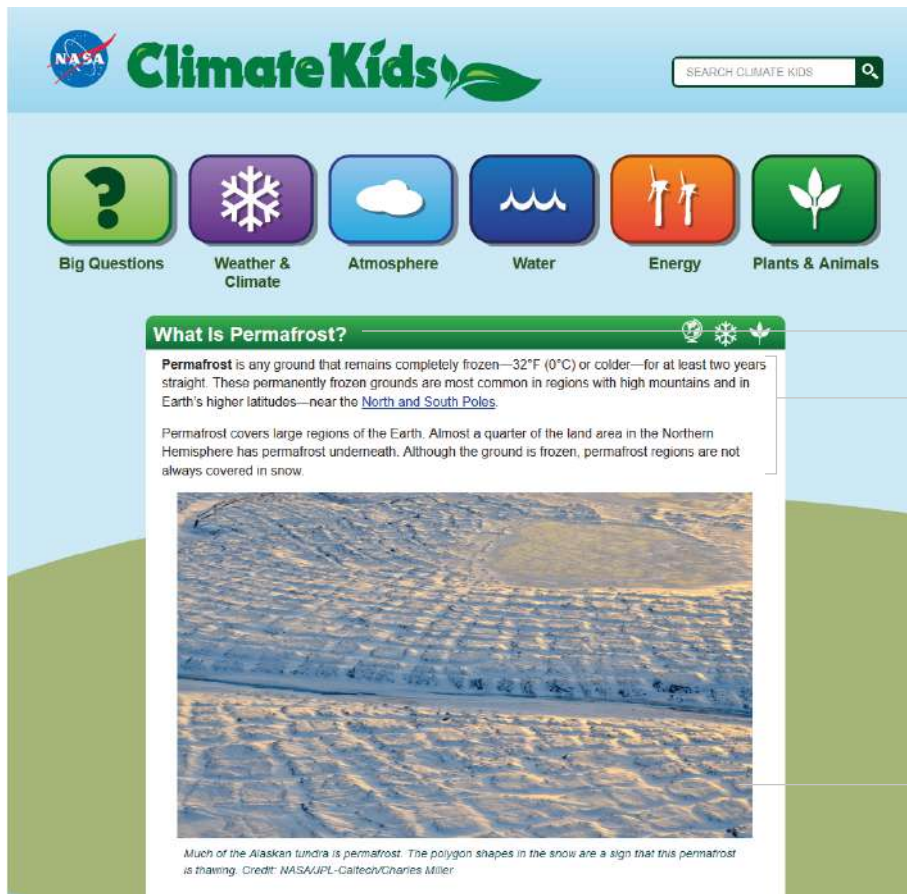 NASA
Climate Kids
SEARCH CLIMATE KIDS
Big Questions
Weather &
Climate
Atmosphere
Water
Energy
Plants & Animals
What Is Permafrost?
Permafrost is any ground that remains completely frozen—32°F (0°C) or colder—for at least two years
straight. These permanently frozen grounds are most common in regions with high mountains and in
Earth's higher latitudes—near the North and South Poles.
Permafrost covers large regions of the Earth. Almost a quarter of the land area in the Northern
Hemisphere has permafrost underneath. Although the ground is frozen, permafrost regions are not
always covered in snow.
Much of the Alaskan tundra is permafrost. The polygon shapes in the snow are a sign that this permafrost
is thawing. Credit: NASA/JPL-Caltech/Charles Miller